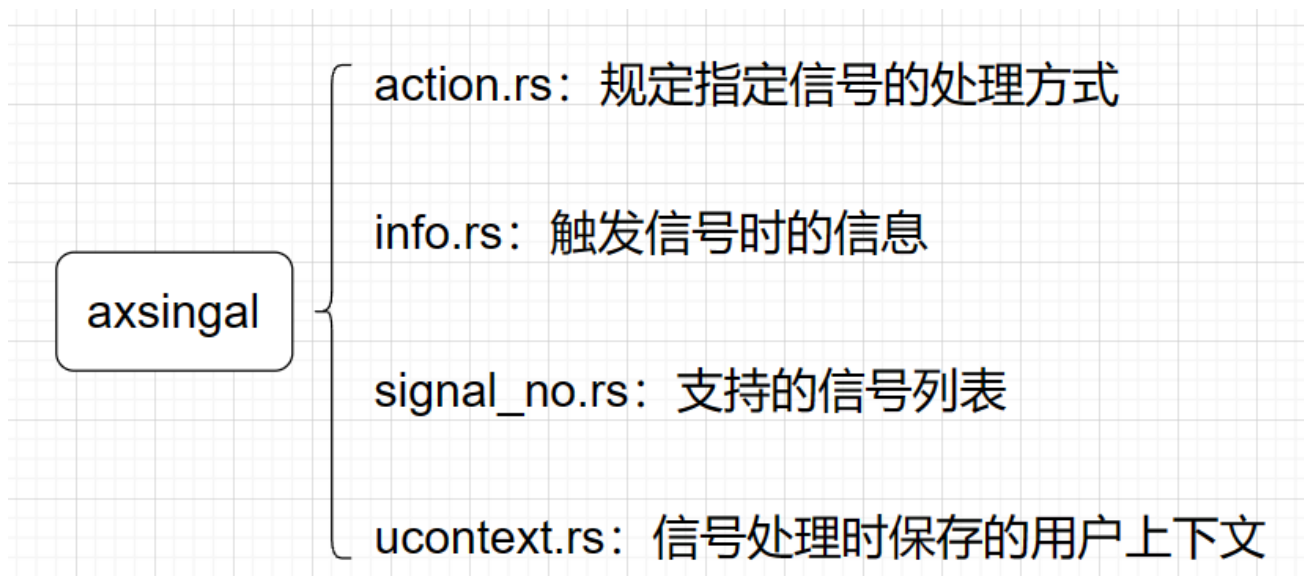 action.rs：规定指定信号的处理方式
info.rs：触发信号时的信息
axsingal
signal_no.rs：支持的信号列表
ucontext.rs：信号处理时保存的用户上下文